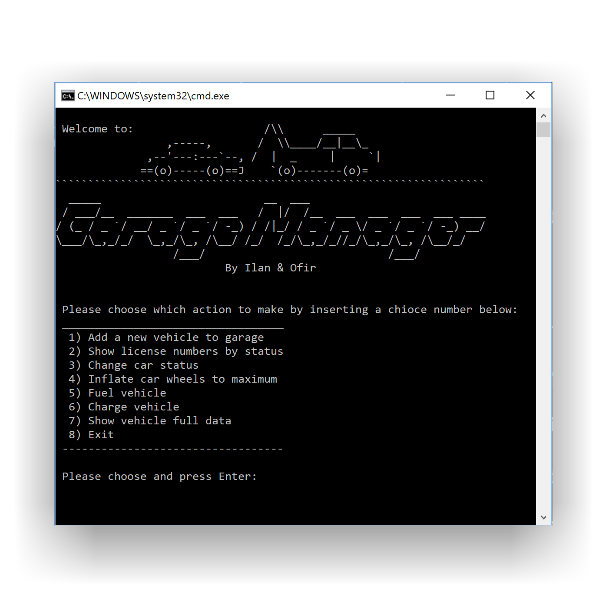 C:\WINDOWS\system32\cmd.exe
Welcome to:
Garage Manager
By Ilan & Ofir
Please choose which action to make by inserting a chioce number below:
1) Add a new vehicle to garage
2) Show license numbers by status
3) Change car status
4) Inflate car wheels to maximum
5) Fuel vehicle
6) Charge vehicle
7) Show vehicle full data
8) Exit
Please choose and press Enter: